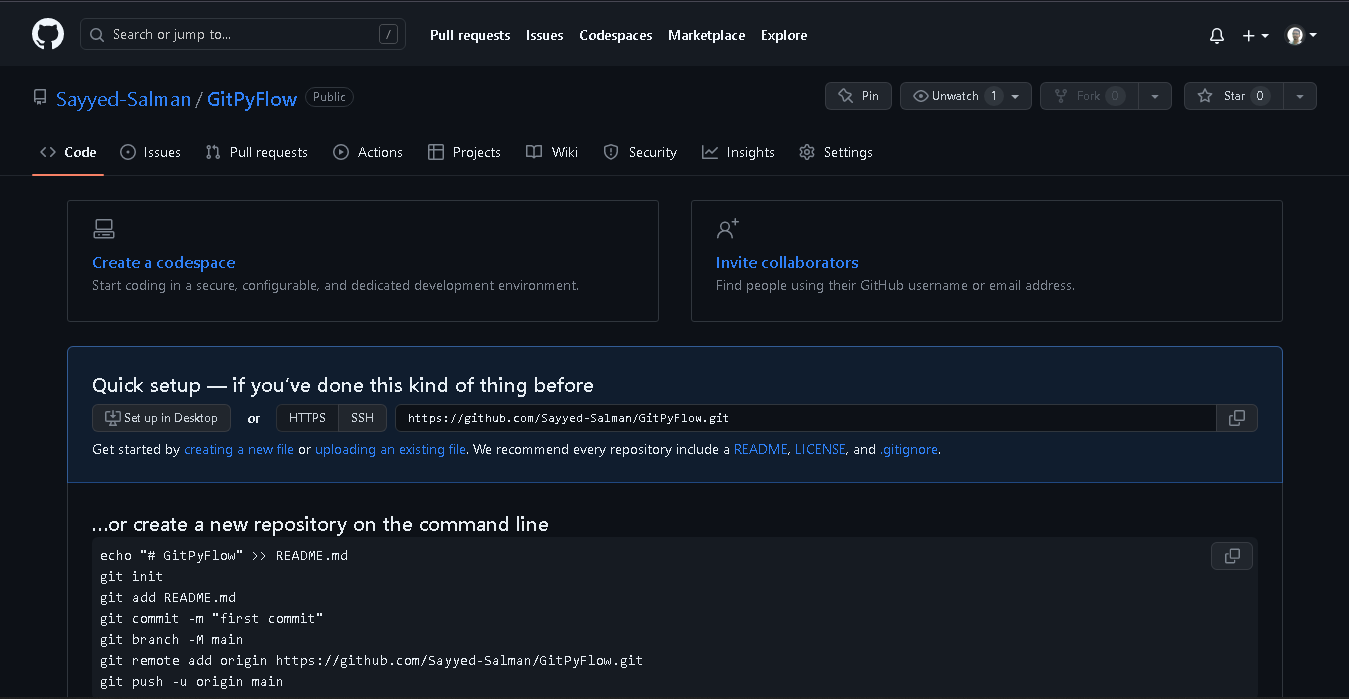 Search or jump to... / Pull requests Issues Codespaces Marketplace Explore
Sayyed-Salman / GitPyFlow Public Pin Unwatch 1 Fork 0 Star 0
Code Issues Pull requests Actions Projects Wiki Security Insights Settings
Create a codespace
Start coding in a secure, configurable, and dedicated development environment.
Invite collaborators
Find people using their GitHub username or email address.
Quick setup — if you’ve done this kind of thing before
Set up in Desktop or HTTPS SSH https://github.com/Sayyed-Salman/GitPyFlow.git
Get started by creating a new file or uploading an existing file. We recommend every repository include a README, LICENSE, and .gitignore.
…or create a new repository on the command line
echo "# GitPyFlow" >> README.md
git init
git add README.md
git commit -m "first commit"
git branch -M main
git remote add origin https://github.com/Sayyed-Salman/GitPyFlow.git
git push -u origin main